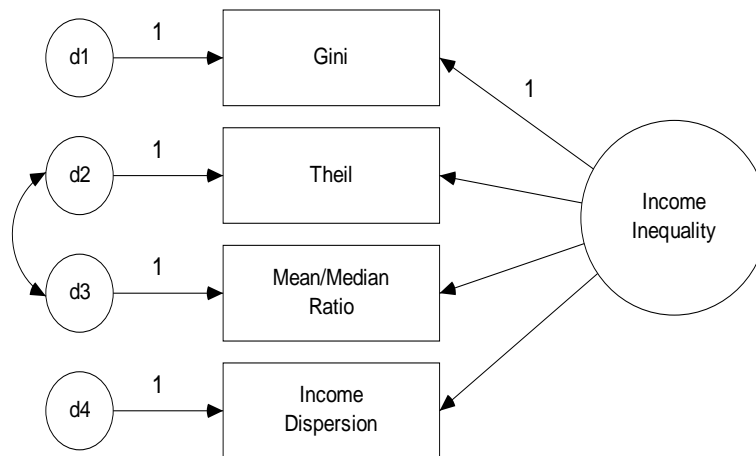 d1
1
Gini
1
d2
1
Theil
Income
Inequality
d3
1
Mean/Median
Ratio
d4
1
Income
Dispersion